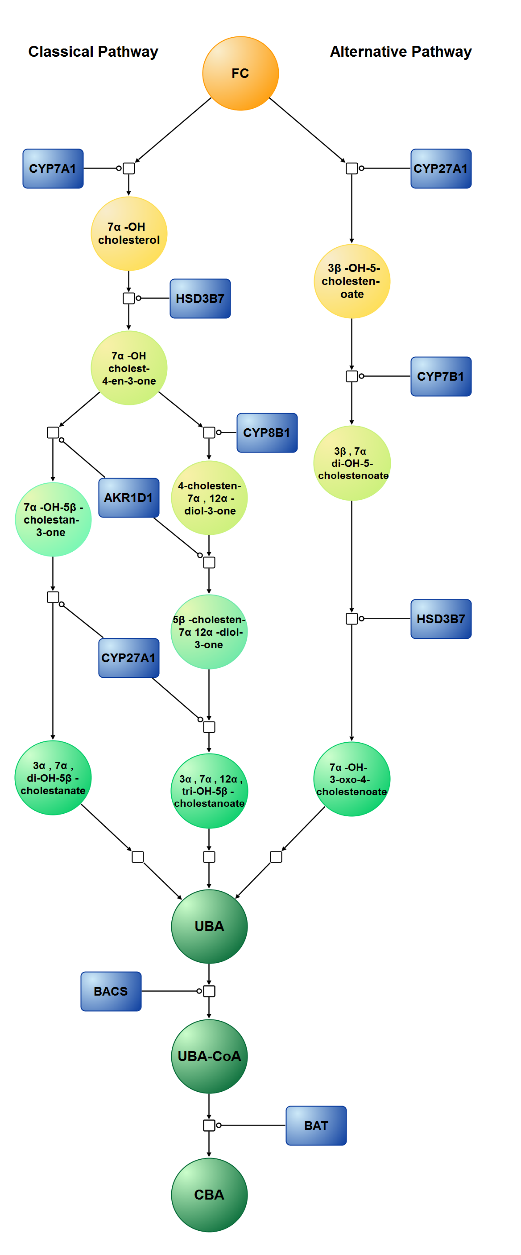 Classical Pathway
Alternative Pathway
FC
CYP7A1
CYP27A1
7α -OH
cholesterol
3β -OH-5-
cholesten-
oate
HSD3B7
7α -OH
cholest-
4-en-3-one
CYP7B1
CYP8B1
3β , 7α
di-OH-5-
cholestenoate
AKR1D1
4-cholesten-
7α , 12α -
diol-3-one
7α -OH-5β -
cholestan-
3-one
5β -cholesten-
7α 12α -diol-
3-one
HSD3B7
CYP27A1
3α , 7α ,
di-OH-5β -
cholestanate
3α , 7α , 12α ,
tri-OH-5β -
cholestanoate
7α -OH-
3-oxo-4-
cholestenoate
UBA
BACS
UBA-CoA
BAT
CBA